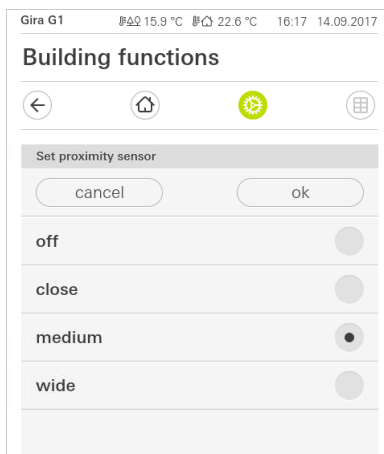 Gira G1 15.9 °C 22.6 °C 16:17 14.09.2017
Building functions
Set proximity sensor
cancel ok
off
close
medium
wide